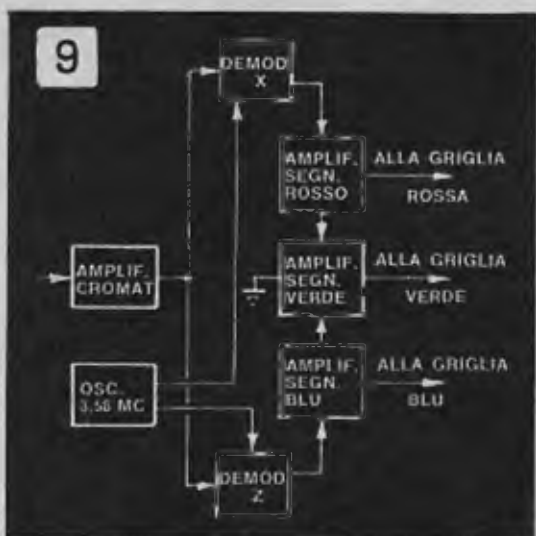 9
DEMOD
X
AMPLIF.
SEGN.
ROSSO
ALLA GRIGLIA
ROSSA
AMPLIF.
CROMAT
AMPLIF.
SEGN.
VERDE
ALLA GRIGLIA
VERDE
OSC.
3,58 MC
AMPLIF.
SEGN.
BLU
ALLA GRIGLIA
BLU
DEMOD
Z